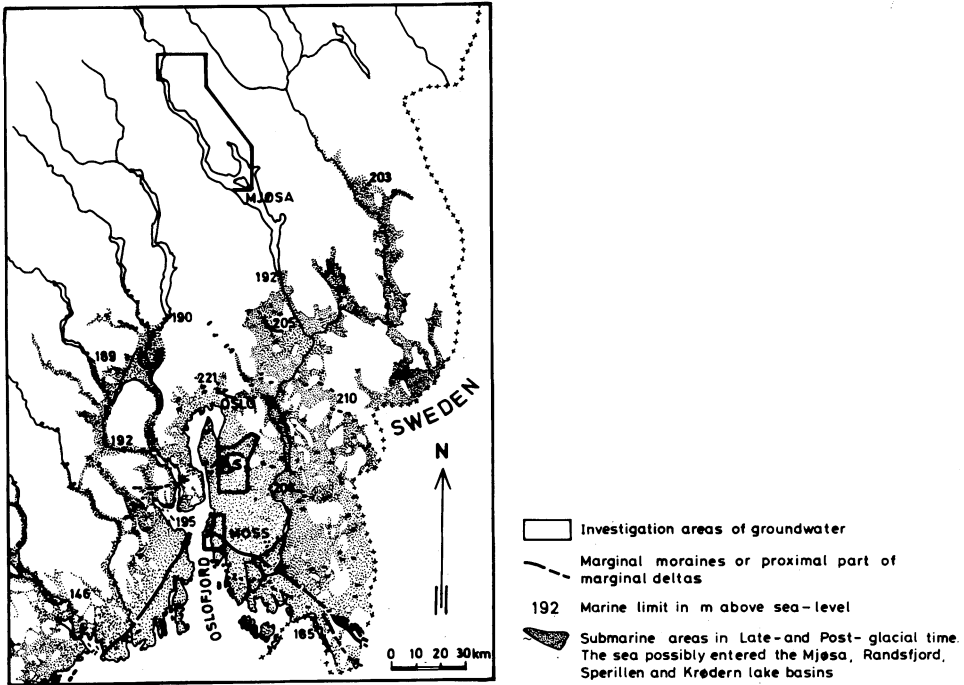 203
MJØSA
192
190
205
189
221
OSLO
210
SWEDEN
192
N
ÅS
195
MOSS
OSLOFJORD
146
185
0 10 20 30km
Investigation areas of groundwater
Marginal moraines or proximal part of
marginal deltas
192 Marine limit in m above sea-level
Submarine areas in Late-and Post-glacial time.
The sea possibly entered the Mjøsa, Randsfjord,
Sperillen and Krødern lake basins